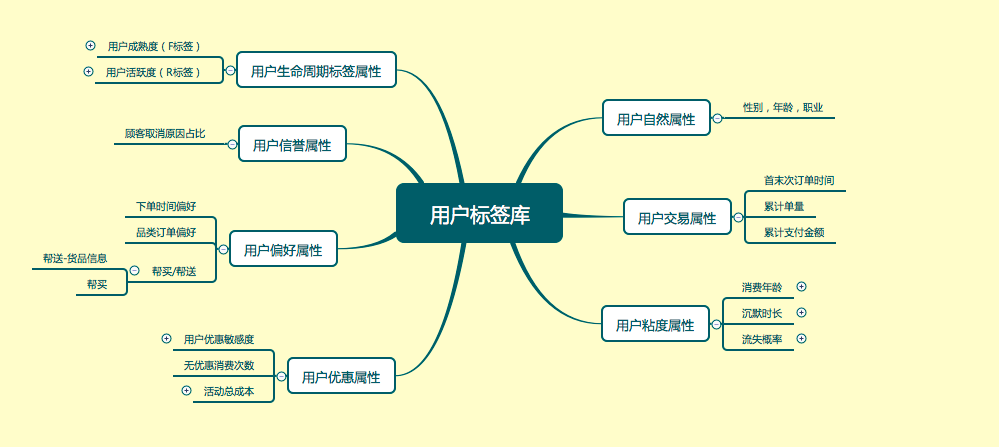 用户标签库
用户生命周期标签属性
用户成熟度（F标签）
用户活跃度（R标签）
用户信誉属性
顾客取消原因占比
用户偏好属性
下单时间偏好
品类订单偏好
帮买/帮送
帮送-货品信息
帮买
用户优惠属性
用户优惠敏感度
无优惠消费次数
活动总成本
用户自然属性
性别，年龄，职业
用户交易属性
首末次订单时间
累计单量
累计支付金额
用户粘度属性
消费年龄
沉默时长
流失概率